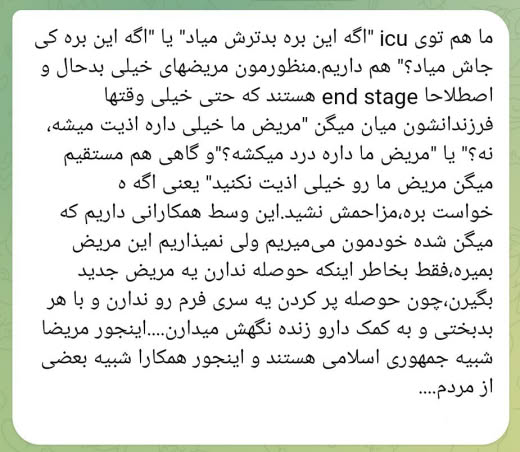 ما هم توی icu "اگه این بره بدترش میاد" یا "اگه این بره کی
جاش میاد؟" هم داریم.منظورمون مریضهای خیلی بدحال و
اصطلاحا end stage هستند که حتی خیلی وقتها
فرزندانشون میان میگن "مریض ما خیلی داره اذیت میشه،
نه؟" یا "مریض ما داره درد میکشه؟"و گاهی هم مستقیم
میگن مریض ما رو خیلی اذیت نکنید" یعنی اگه ه
خواست بره،مزاحمش نشید.این وسط همکارانی داریم که
میگن شده خودمون می‌میریم ولی نمیذاریم این مریض
بمیره،فقط بخاطر اینکه حوصله ندارن یه مریض جدید
بگیرن،چون حوصله پر کردن یه سری فرم رو ندارن و با هر
بدبختی و به کمک دارو زنده نگهش میدارن....اینجور مریضا
شبیه جمهوری اسلامی هستند و اینجور همکارا شبیه بعضی
از مردم....